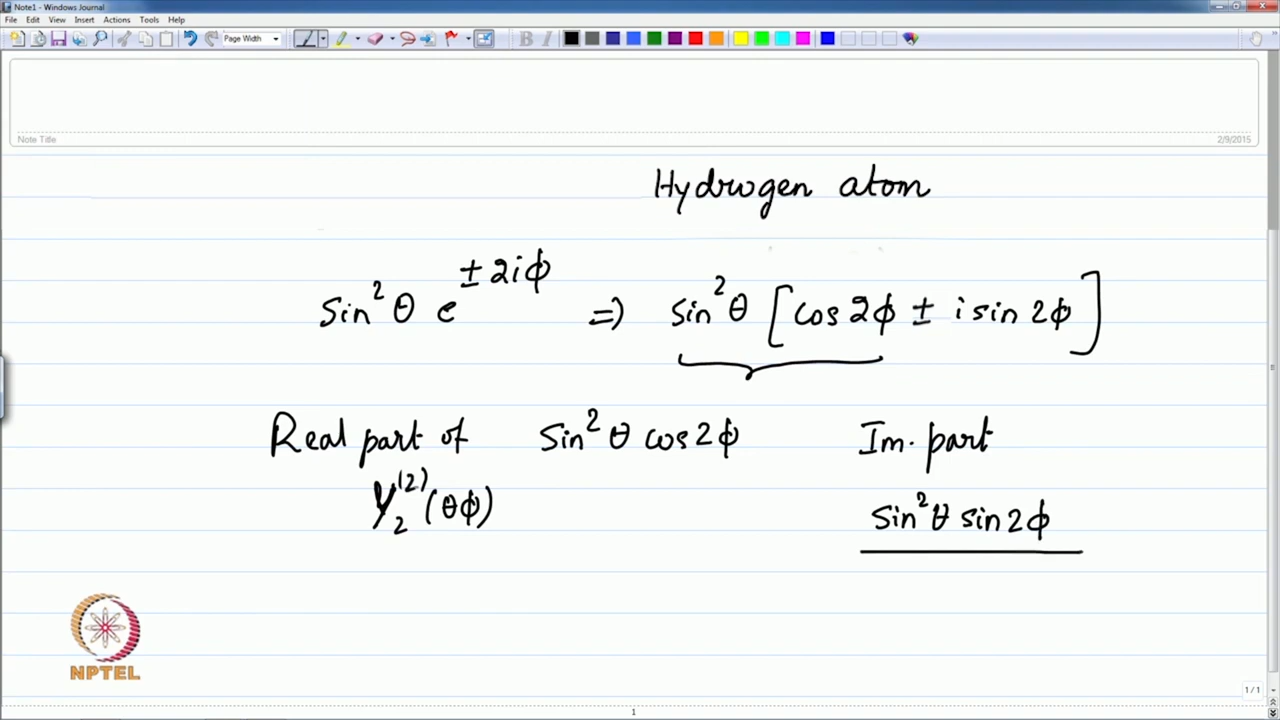 Note1 - Windows Journal
File Edit View Insert Actions Tools Help
Page Width
B I
Note Title 2/9/2015
Hydrogen atom
sin² θ e^{±2iφ} ⇒ sin² θ [cos 2φ ± i sin 2φ]
Real part of sin² θ cos 2φ Im. part
Y₂⁽²⁾(θφ) sin² θ sin 2φ
NPTEL
1 / 1
1